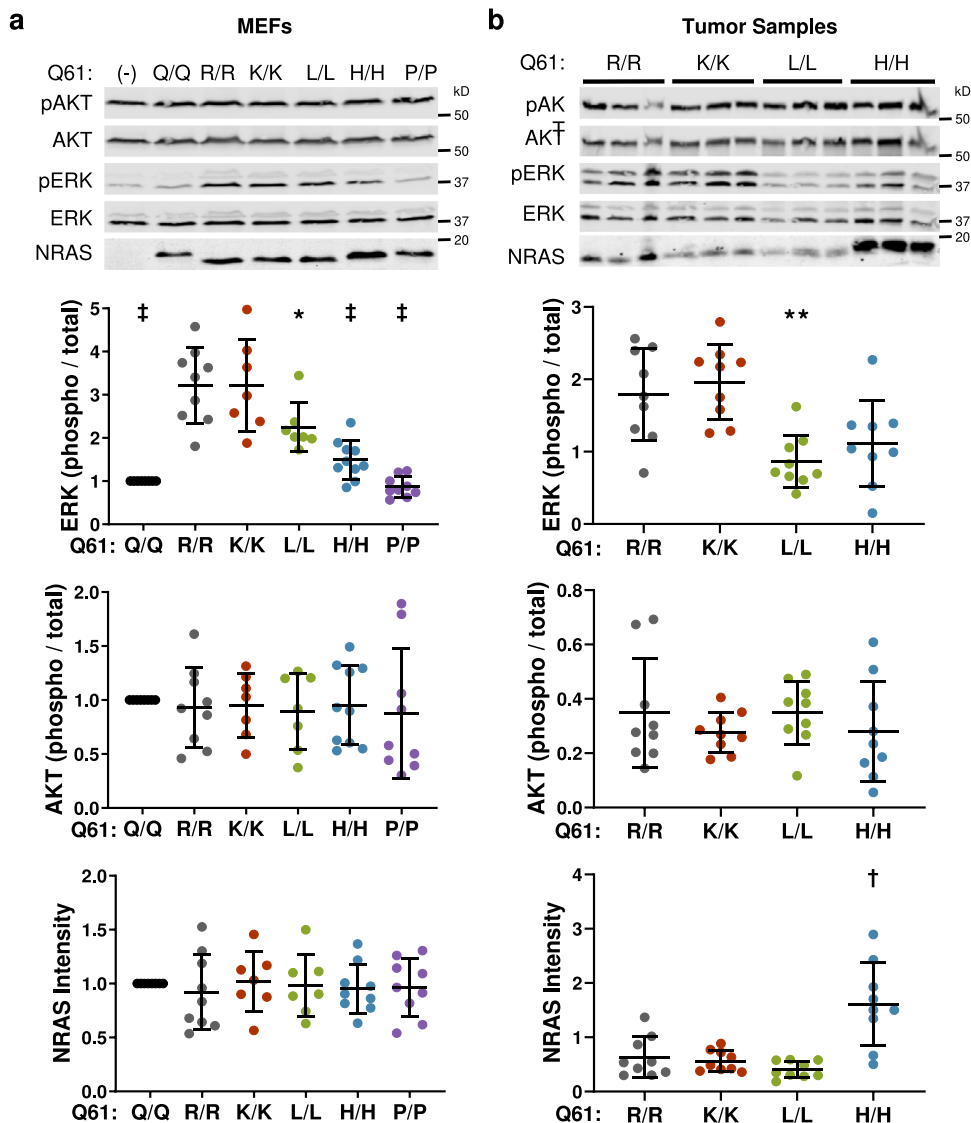 a
MEFs
Q61: (-) Q/Q R/R K/K L/L H/H P/P
kD
pAKT
50
AKT
50
pERK
37
ERK
37
20
NRAS
ERK (phospho / total)
5
4
3
2
1
0
‡ * ‡ ‡
Q61: Q/Q R/R K/K L/L H/H P/P
AKT (phospho / total)
2.0
1.5
1.0
0.5
0.0
Q61: Q/Q R/R K/K L/L H/H P/P
NRAS Intensity
2.0
1.5
1.0
0.5
0.0
Q61: Q/Q R/R K/K L/L H/H P/P
b
Tumor Samples
Q61: R/R K/K L/L H/H
kD
pAK
50
AKT
50
pERK
37
ERK
37
20
NRAS
ERK (phospho / total)
3
2
1
0
**
Q61: R/R K/K L/L H/H
AKT (phospho / total)
0.8
0.6
0.4
0.2
0.0
Q61: R/R K/K L/L H/H
NRAS Intensity
4
3
2
1
0
†
Q61: R/R K/K L/L H/H